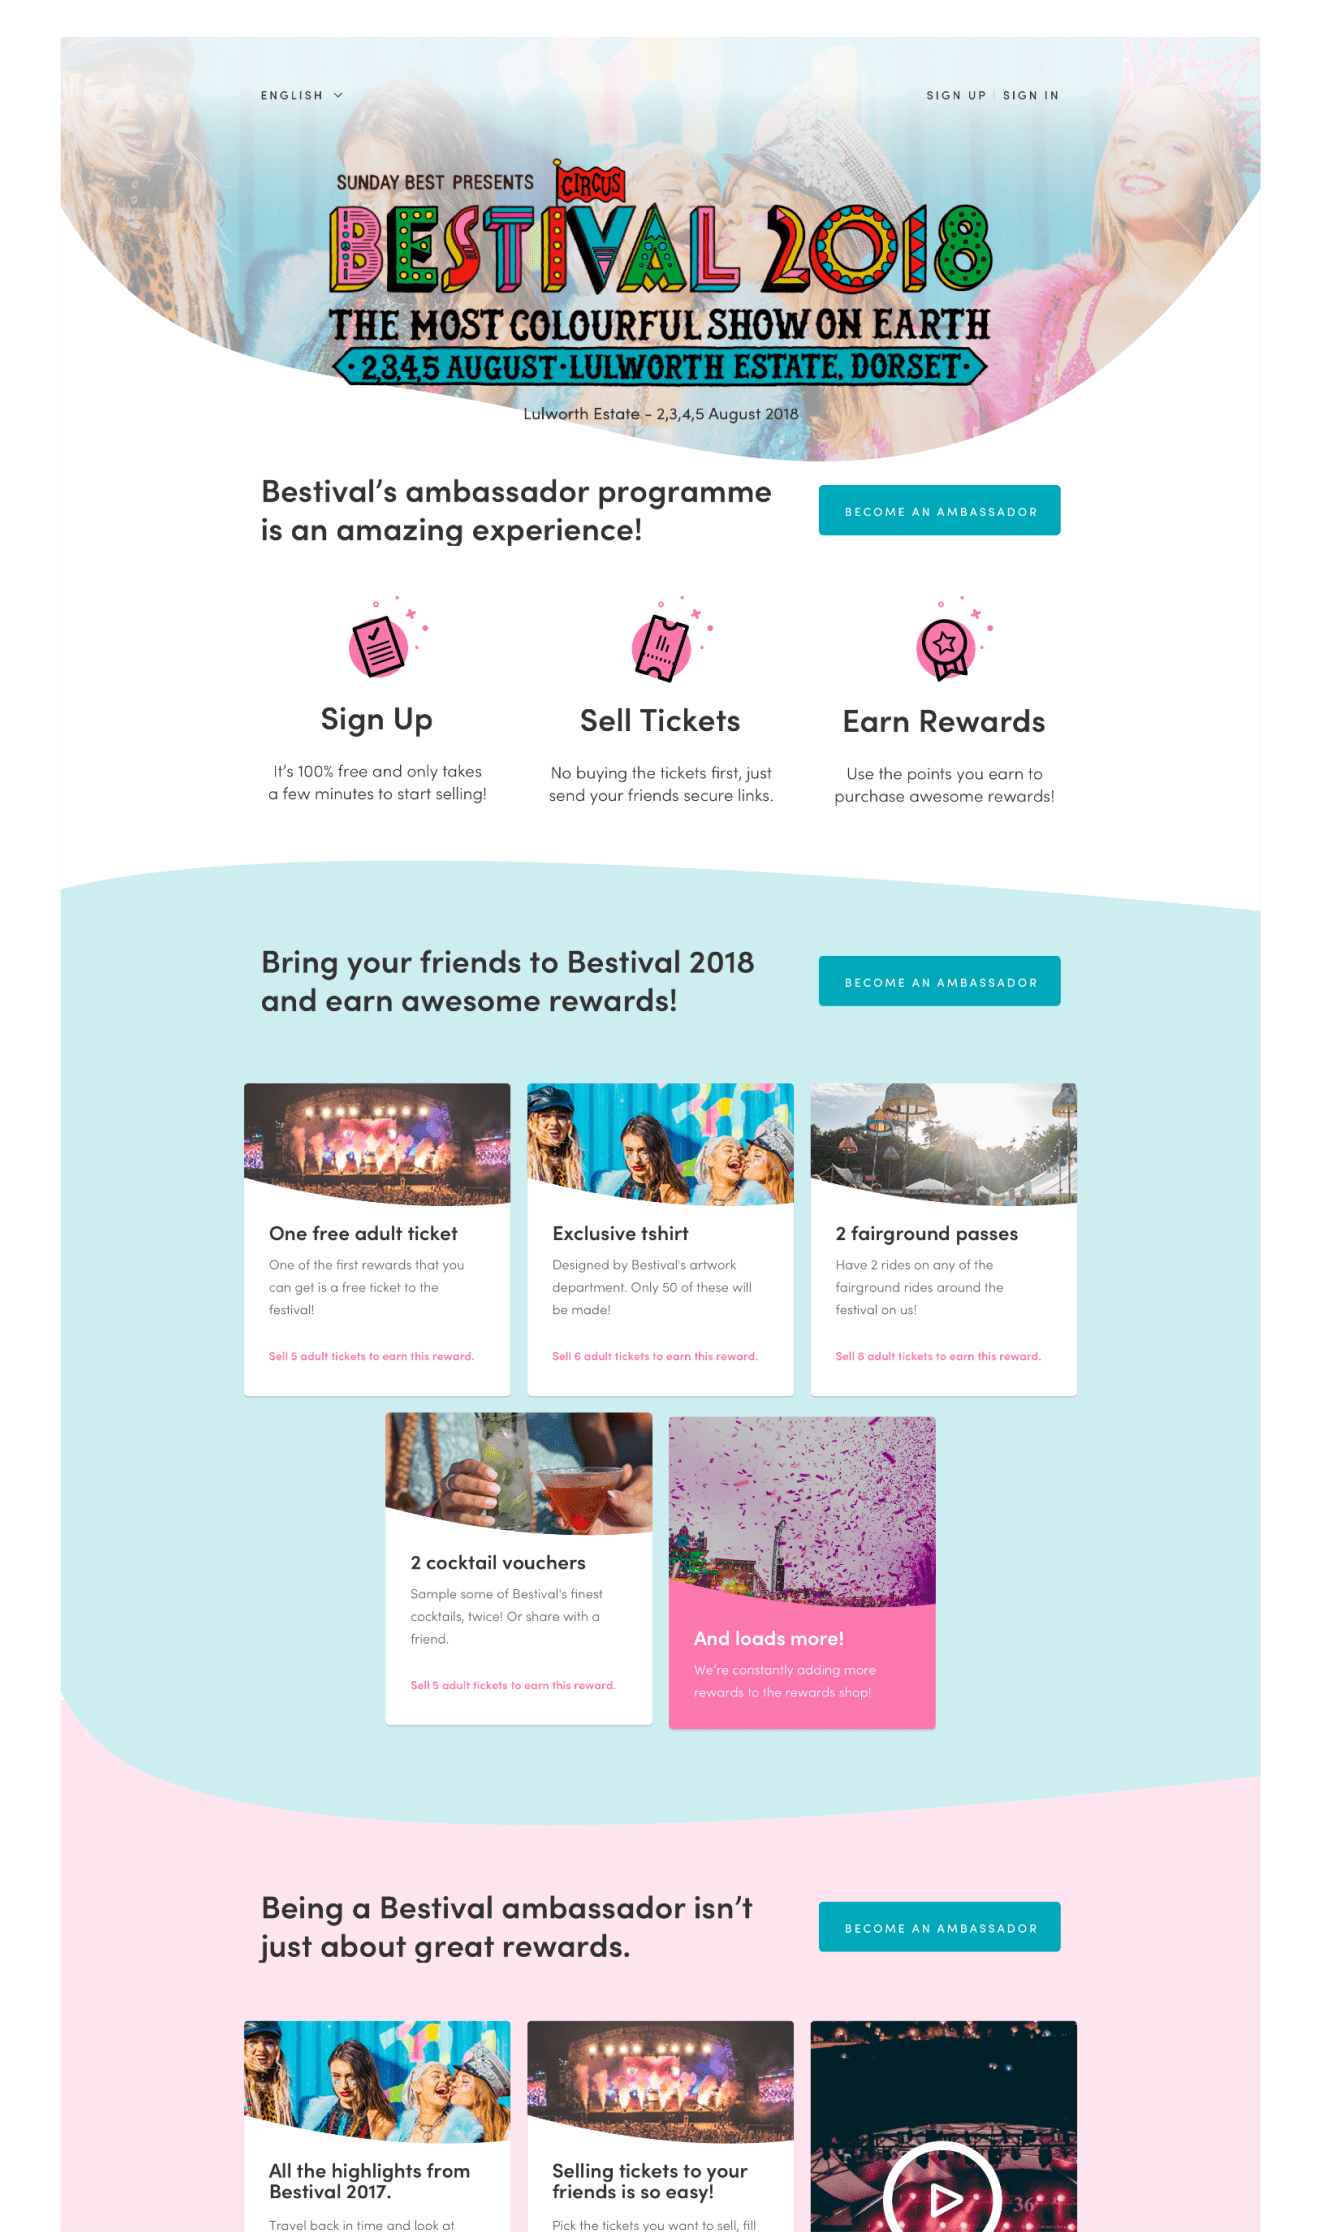 ENGLISH
SIGN UP | SIGN IN
SUNDAY BEST PRESENTS CIRCUS
BESTIVAL 2018
THE MOST COLOURFUL SHOW ON EARTH
· 2,3,4,5 AUGUST · LULWORTH ESTATE, DORSET ·
Lulworth Estate - 2,3,4,5 August 2018
Bestival’s ambassador programme
is an amazing experience!
BECOME AN AMBASSADOR
Sign Up
It’s 100% free and only takes
a few minutes to start selling!
Sell Tickets
No buying the tickets first, just
send your friends secure links.
Earn Rewards
Use the points you earn to
purchase awesome rewards!
Bring your friends to Bestival 2018
and earn awesome rewards!
BECOME AN AMBASSADOR
One free adult ticket
One of the first rewards that you
can get is a free ticket to the
festival!
Sell 5 adult tickets to earn this reward.
Exclusive tshirt
Designed by Bestival's artwork
department. Only 50 of these will
be made!
Sell 6 adult tickets to earn this reward.
2 fairground passes
Have 2 rides on any of the
fairground rides around the
festival on us!
Sell 8 adult tickets to earn this reward.
2 cocktail vouchers
Sample some of Bestival's finest
cocktails, twice! Or share with a
friend.
Sell 5 adult tickets to earn this reward.
And loads more!
We’re constantly adding more
rewards to the rewards shop!
Being a Bestival ambassador isn’t
just about great rewards.
BECOME AN AMBASSADOR
All the highlights from
Bestival 2017.
Travel back in time and look at
Selling tickets to your
friends is so easy!
Pick the tickets you want to sell, fill
36